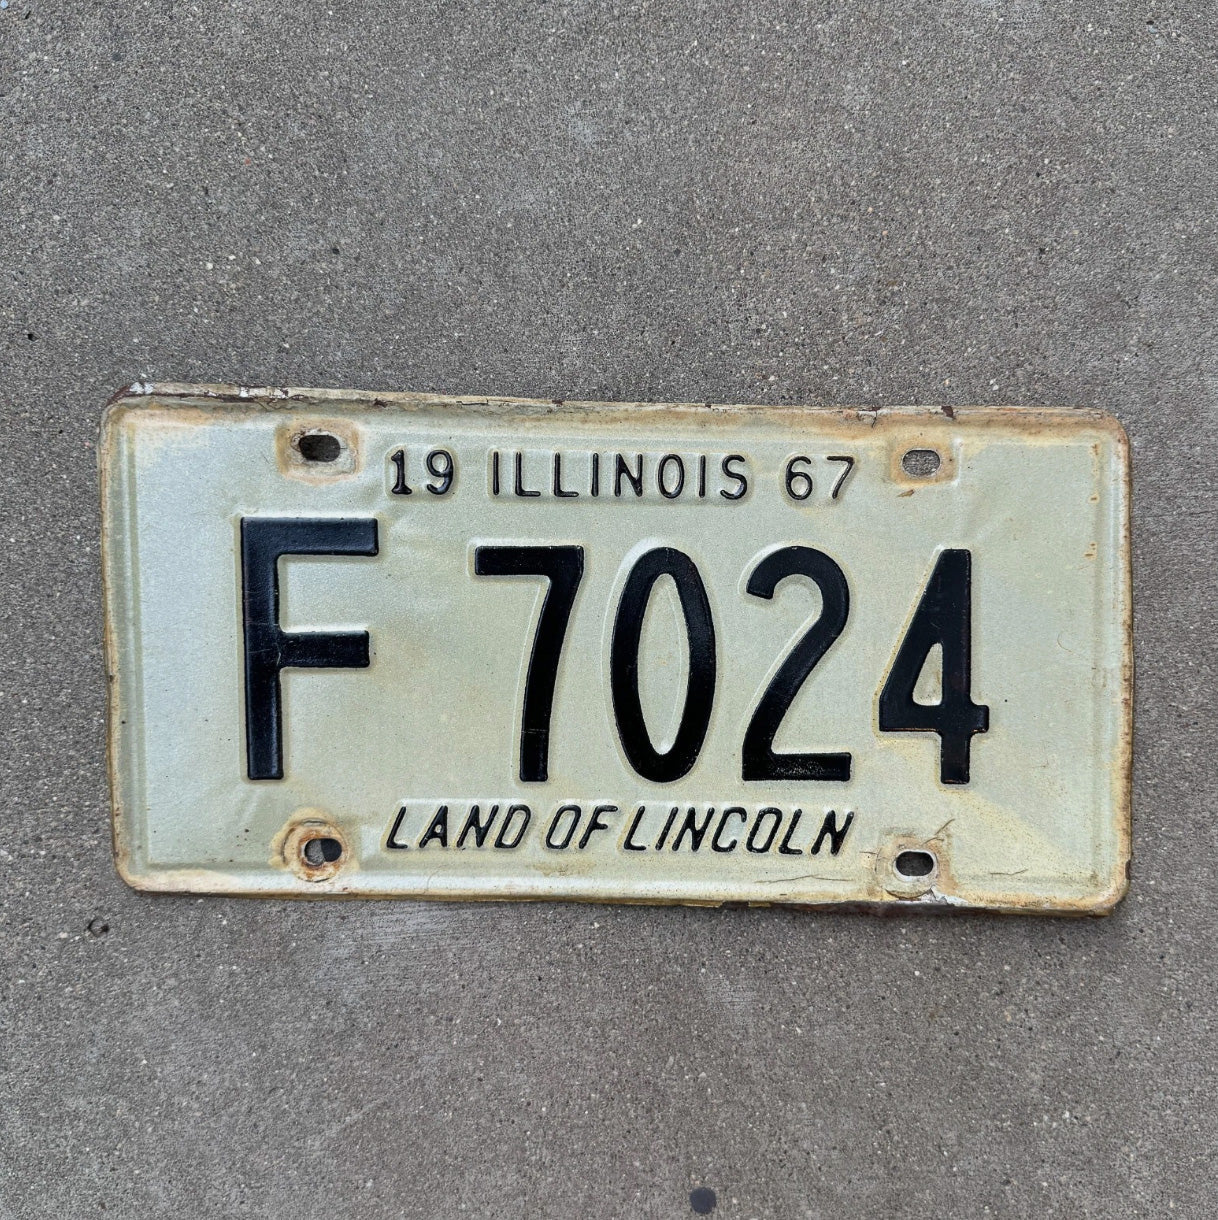 19 ILLINOIS 67
F 7024
LAND OF LINCOLN